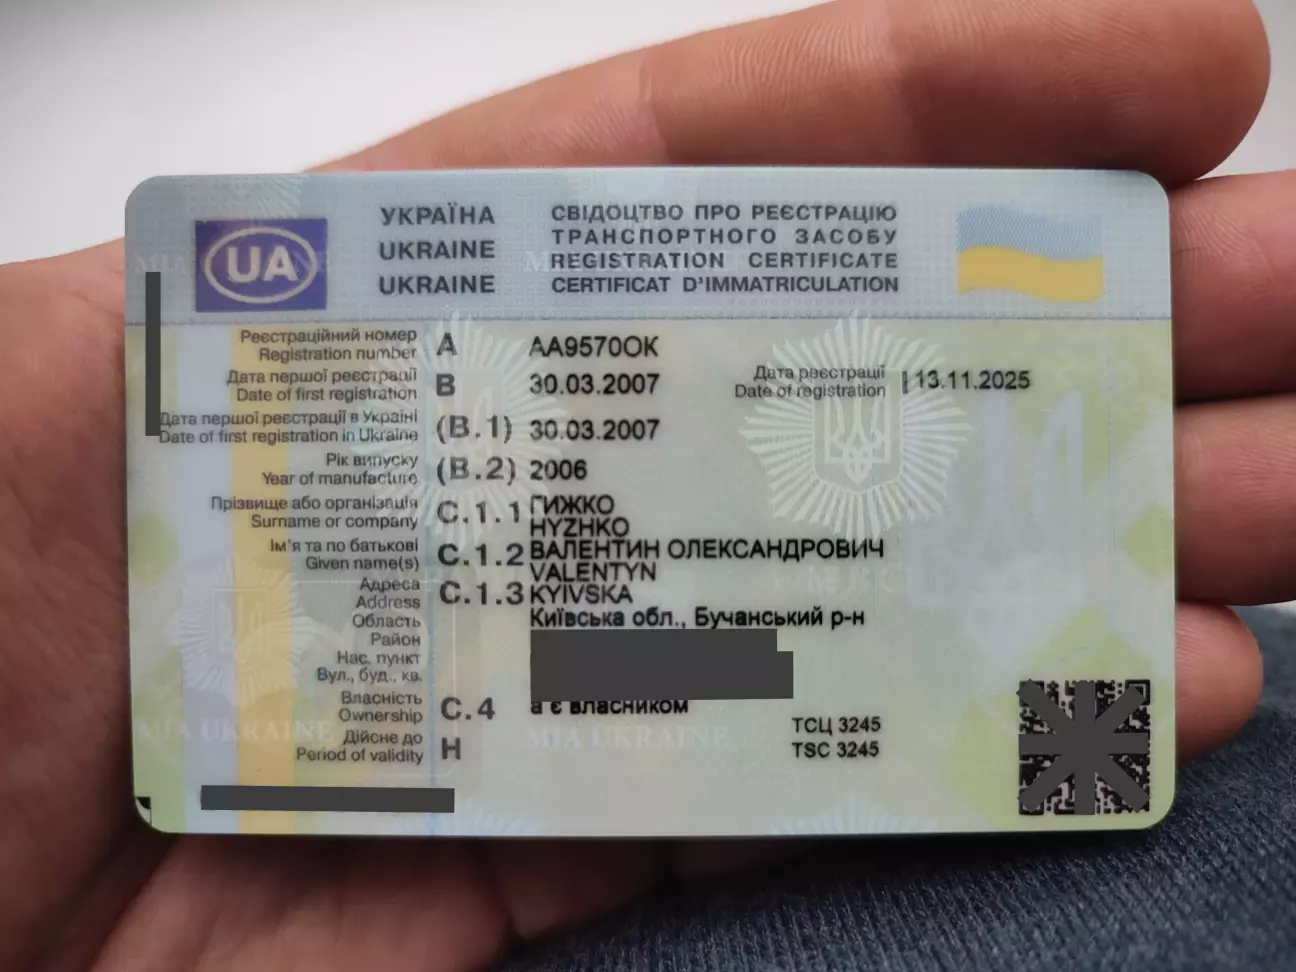 UA
УКРАЇНА
UKRAINE
UKRAINE
СВІДОЦТВО ПРО РЕЄСТРАЦІЮ
ТРАНСПОРТНОГО ЗАСОБУ
REGISTRATION CERTIFICATE
CERTIFICAT D'IMMATRICULATION
Реєстраційний номер
Registration number
A
АА9570ОК
Дата першої реєстрації
Date of first registration
B
30.03.2007
Дата реєстрації
Date of registration
I
13.11.2025
Дата першої реєстрації в Україні
Date of first registration in Ukraine
(B.1)
30.03.2007
Рік випуску
Year of manufacture
(B.2)
2006
Прізвище або організація
Surname or company
C.1.1
ГИЖКО
HYZHKO
Ім'я та по батькові
Given name(s)
C.1.2
ВАЛЕНТИН ОЛЕКСАНДРОВИЧ
VALENTYN
Адреса
Address
Область
Район
Нас. пункт
Вул., буд., кв.
C.1.3
KYIVSKA
Київська обл., Бучанський р-н
Власність
Ownership
C.4
а є власником
Дійсне до
Period of validity
H
ТСЦ 3245
TSC 3245
MIA UKRAINE
MIA UKRAINE